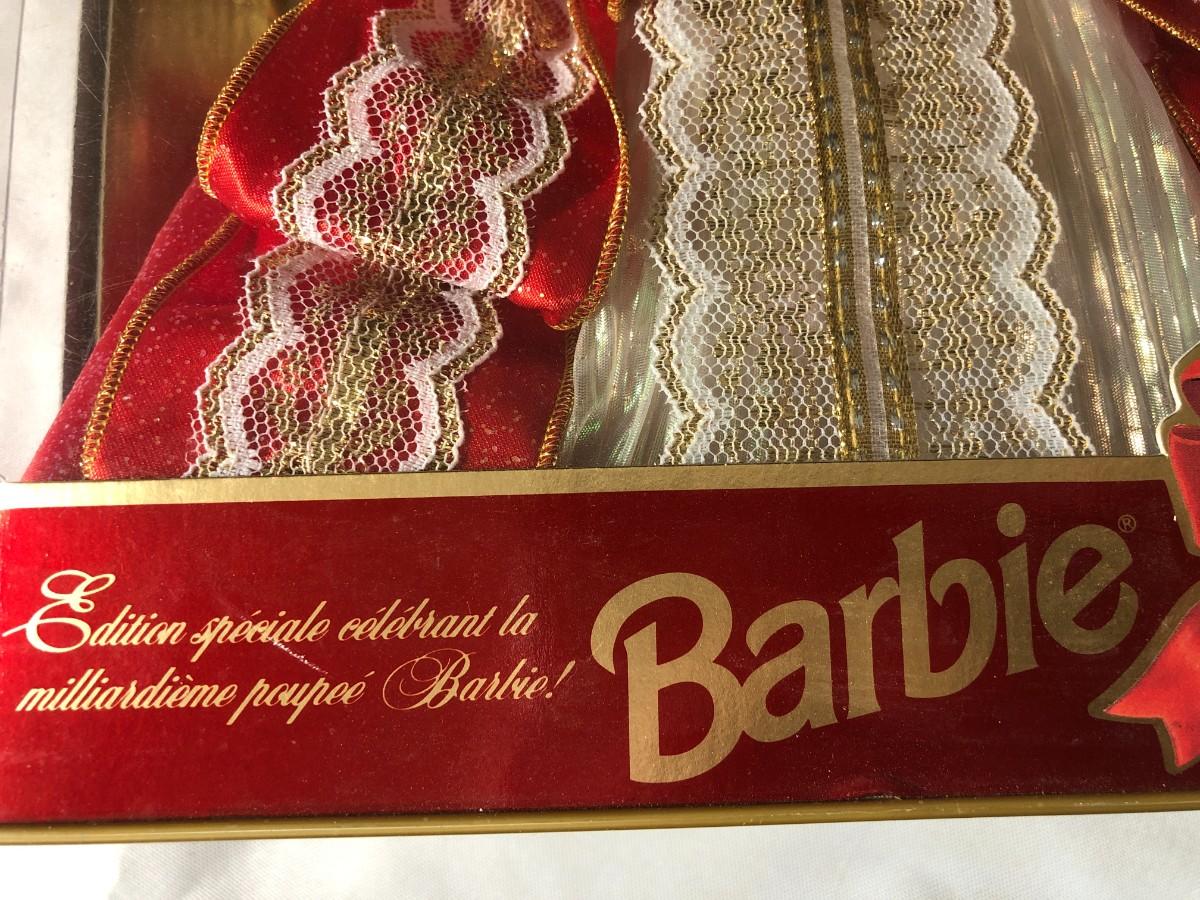 Edition spéciale célébrant la
milliardième poupeé Barbie!
Barbie®